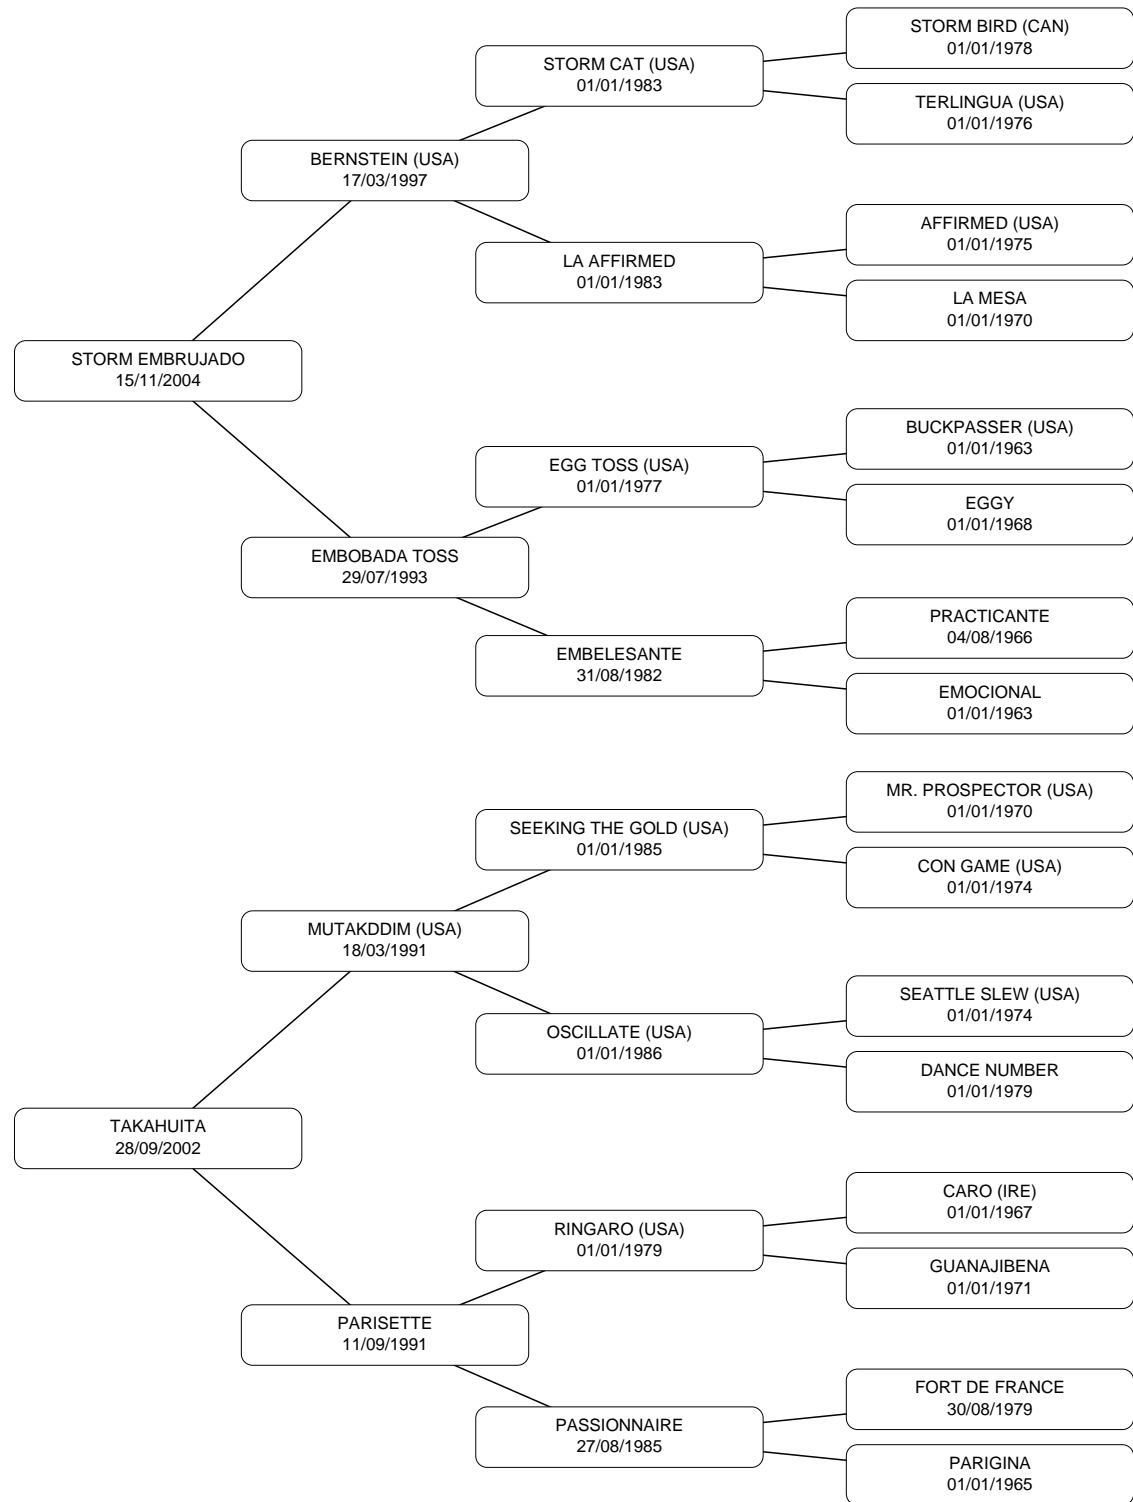 STORM BIRD (CAN)
01/01/1978
STORM CAT (USA)
01/01/1983
TERLINGUA (USA)
01/01/1976
BERNSTEIN (USA)
17/03/1997
AFFIRMED (USA)
01/01/1975
LA AFFIRMED
01/01/1983
LA MESA
01/01/1970
STORM EMBRUJADO
15/11/2004
BUCKPASSER (USA)
01/01/1963
EGG TOSS (USA)
01/01/1977
EGGY
01/01/1968
EMBOBADA TOSS
29/07/1993
PRACTICANTE
04/08/1966
EMBELESANTE
31/08/1982
EMOCIONAL
01/01/1963
MR. PROSPECTOR (USA)
01/01/1970
SEEKING THE GOLD (USA)
01/01/1985
CON GAME (USA)
01/01/1974
MUTAKDDIM (USA)
18/03/1991
SEATTLE SLEW (USA)
01/01/1974
OSCILLATE (USA)
01/01/1986
DANCE NUMBER
01/01/1979
TAKAHUITA
28/09/2002
CARO (IRE)
01/01/1967
RINGARO (USA)
01/01/1979
GUANAJIBENA
01/01/1971
PARISETTE
11/09/1991
FORT DE FRANCE
30/08/1979
PASSIONNAIRE
27/08/1985
PARIGINA
01/01/1965